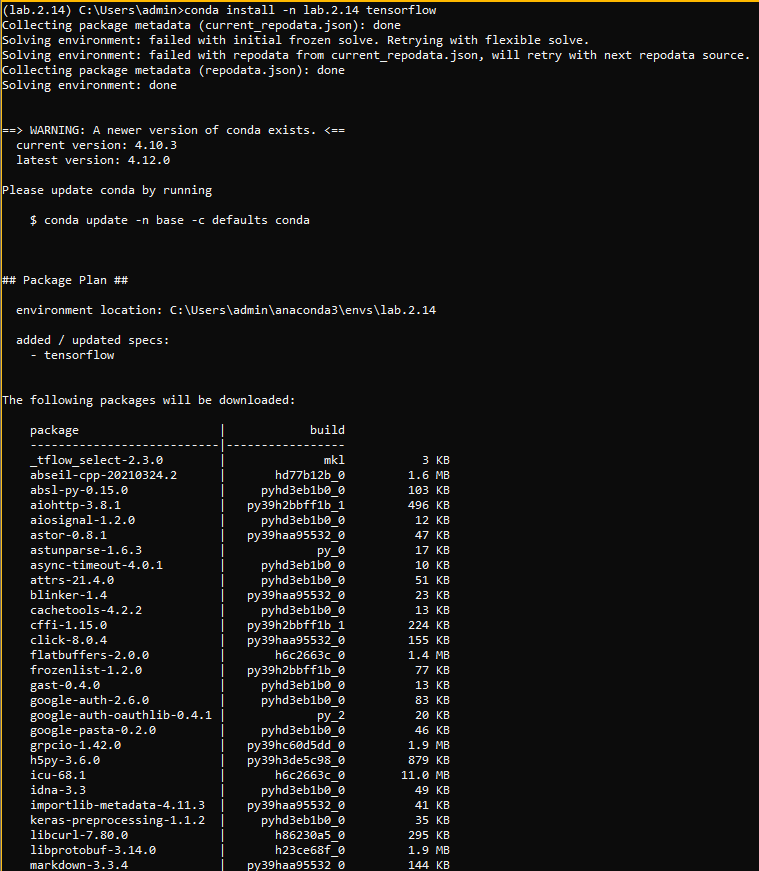 (lab.2.14) C:\Users\admin>conda install -n lab.2.14 tensorflow
Collecting package metadata (current_repodata.json): done
Solving environment: failed with initial frozen solve. Retrying with flexible solve.
Solving environment: failed with repodata from current_repodata.json, will retry with next repodata source.
Collecting package metadata (repodata.json): done
Solving environment: done
==> WARNING: A newer version of conda exists. <==
current version: 4.10.3
latest version: 4.12.0
Please update conda by running
$ conda update -n base -c defaults conda
## Package Plan ##
environment location: C:\Users\admin\anaconda3\envs\lab.2.14
added / updated specs:
- tensorflow
The following packages will be downloaded:
package | build
---------------------------|-----------------
_tflow_select-2.3.0 | mkl 3 KB
abseil-cpp-20210324.2 | hd77b12b_0 1.6 MB
absl-py-0.15.0 | pyhd3eb1b0_0 103 KB
aiohttp-3.8.1 | py39h2bbff1b_1 496 KB
aiosignal-1.2.0 | pyhd3eb1b0_0 12 KB
astor-0.8.1 | py39haa95532_0 47 KB
astunparse-1.6.3 | py_0 17 KB
async-timeout-4.0.1 | pyhd3eb1b0_0 10 KB
attrs-21.4.0 | pyhd3eb1b0_0 51 KB
blinker-1.4 | py39haa95532_0 23 KB
cachetools-4.2.2 | pyhd3eb1b0_0 13 KB
cffi-1.15.0 | py39h2bbff1b_1 224 KB
click-8.0.4 | py39haa95532_0 155 KB
flatbuffers-2.0.0 | h6c2663c_0 1.4 MB
frozenlist-1.2.0 | py39h2bbff1b_0 77 KB
gast-0.4.0 | pyhd3eb1b0_0 13 KB
google-auth-2.6.0 | pyhd3eb1b0_0 83 KB
google-auth-oauthlib-0.4.1 | py_2 20 KB
google-pasta-0.2.0 | pyhd3eb1b0_0 46 KB
grpcio-1.42.0 | py39hc60d5dd_0 1.9 MB
h5py-3.6.0 | py39h3de5c98_0 879 KB
icu-68.1 | h6c2663c_0 11.0 MB
idna-3.3 | pyhd3eb1b0_0 49 KB
importlib-metadata-4.11.3 | py39haa95532_0 41 KB
keras-preprocessing-1.1.2 | pyhd3eb1b0_0 35 KB
libcurl-7.80.0 | h86230a5_0 295 KB
libprotobuf-3.14.0 | h23ce68f_0 1.9 MB
markdown-3.3.4 | py39haa95532_0 144 KB